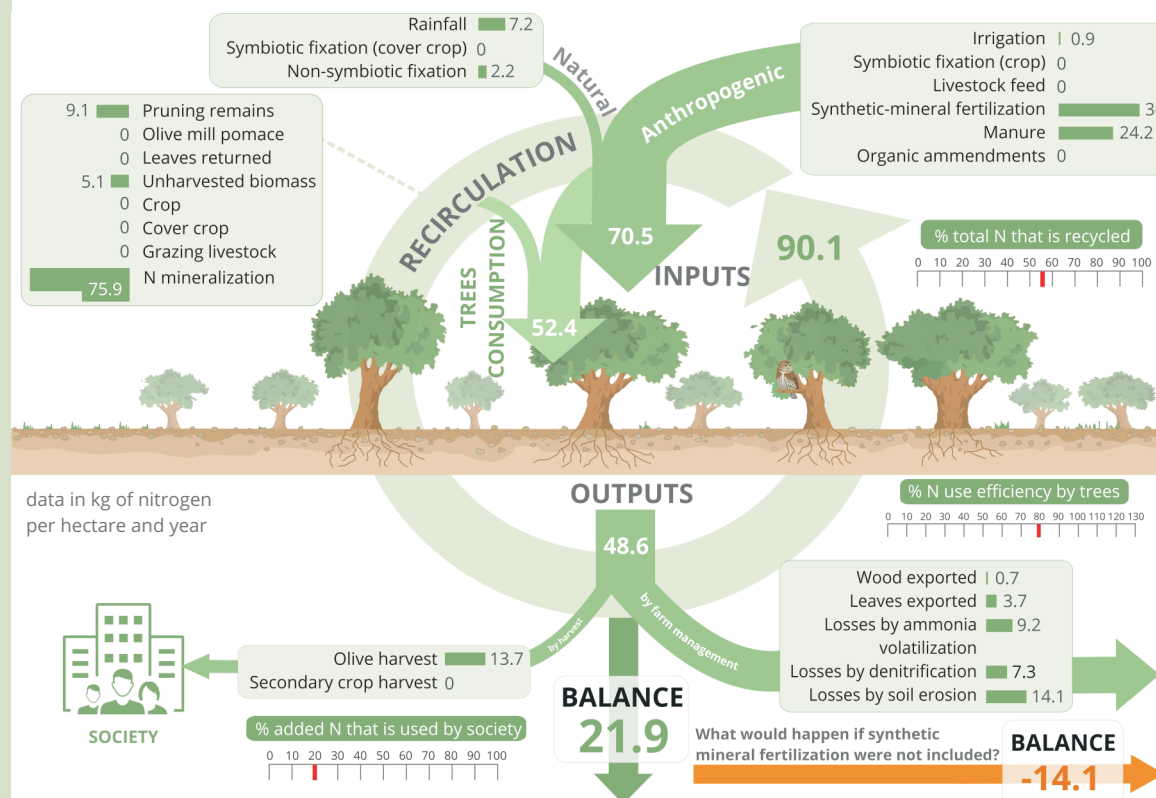 Rainfall 7.2
Symbiotic fixation (cover crop) 0
Non-symbiotic fixation 2.2
Natural
Anthropogenic
Irrigation 0.9
Symbiotic fixation (crop) 0
Livestock feed 0
Synthetic-mineral fertilization
Manure 24.2
Organic ammendments 0
9.1 Pruning remains
0 Olive mill pomace
0 Leaves returned
5.1 Unharvested biomass
0 Crop
0 Cover crop
0 Grazing livestock
75.9 N mineralization
RECIRCULATION
TREES
CONSUMPTION
70.5
INPUTS
52.4
90.1
% total N that is recycled
0 10 20 30 40 50 60 70 80 90 100
data in kg of nitrogen
per hectare and year
OUTPUTS
48.6
% N use efficiency by trees
0 10 20 30 40 50 60 70 80 90 100 110 120 130
by harvest
by farm management
Olive harvest 13.7
Secondary crop harvest 0
SOCIETY
% added N that is used by society
0 10 20 30 40 50 60 70 80 90 100
Wood exported 0.7
Leaves exported 3.7
Losses by ammonia 9.2
volatilization
Losses by denitrification 7.3
Losses by soil erosion 14.1
BALANCE
21.9
What would happen if synthetic
mineral fertilization were not included?
BALANCE
-14.1